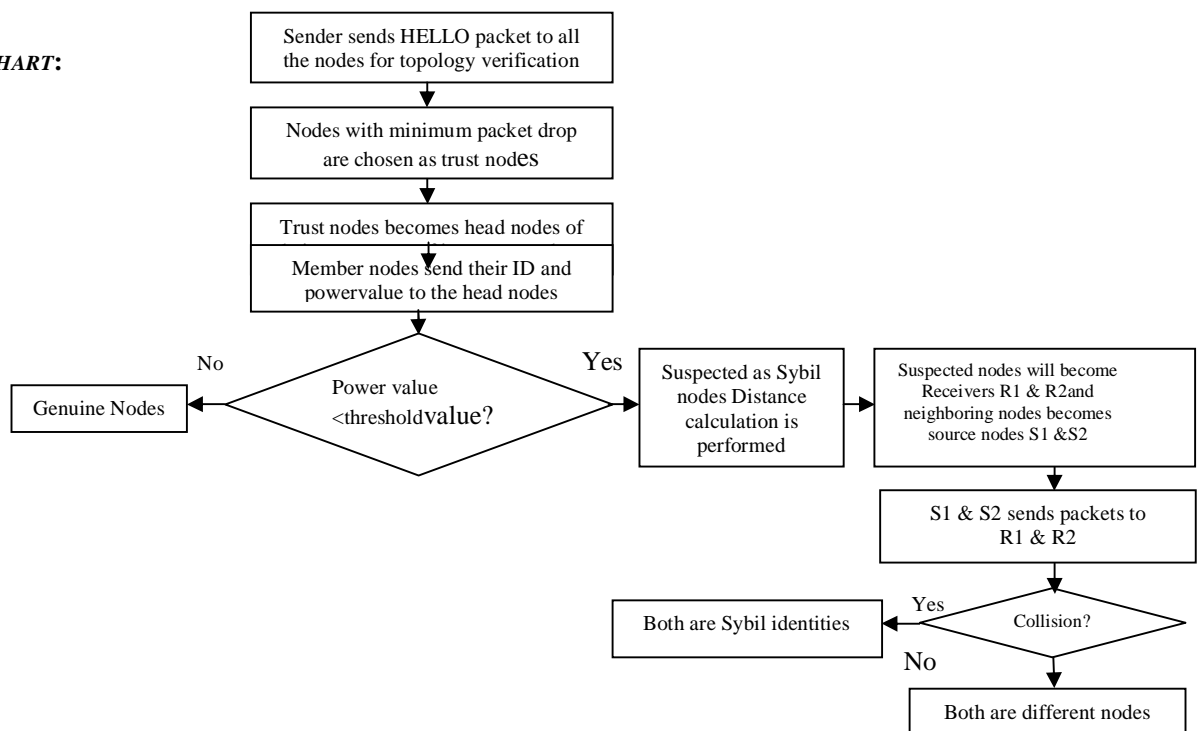 HART:
Sender sends HELLO packet to all
the nodes for topology verification
Nodes with minimum packet drop
are chosen as trust nodes
Trust nodes becomes head nodes of
Member nodes send their ID and
powervalue to the head nodes
No
Yes
Power value
<thresholdvalue?
Genuine Nodes
Suspected as Sybil
nodes Distance
calculation is
performed
Suspected nodes will become
Receivers R1 & R2and
neighboring nodes becomes
source nodes S1 &S2
S1 & S2 sends packets to
R1 & R2
Yes
Collision?
Both are Sybil identities
No
Both are different nodes